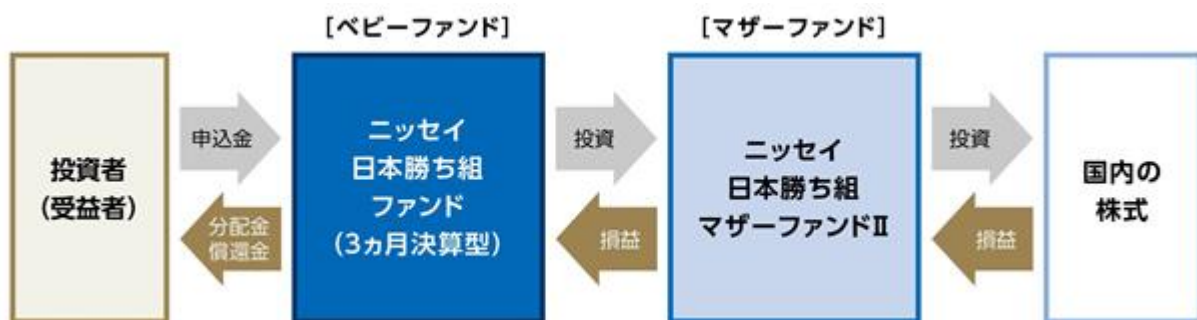 [ベビーファンド]
[マザーファンド]
投資者
(受益者)
申込金
分配金
償還金
ニッセイ
日本勝ち組
ファンド
(3ヵ月決算型)
投資
損益
ニッセイ
日本勝ち組
マザーファンドⅡ
投資
損益
国内の
株式